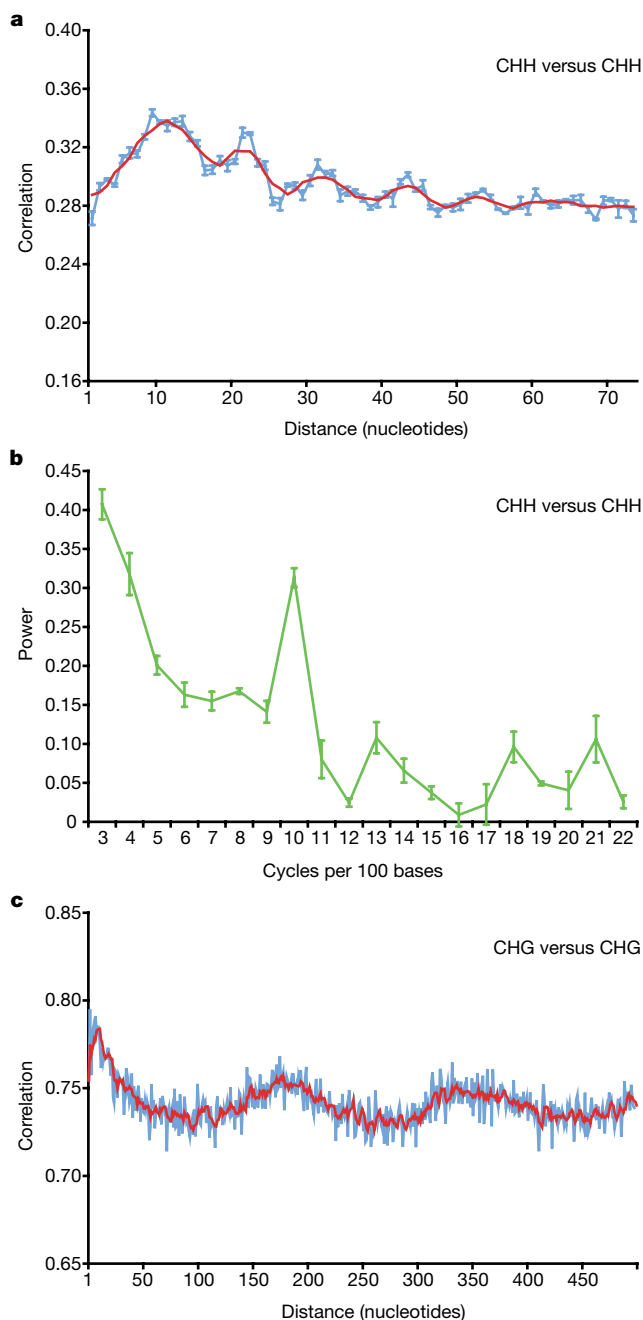 a
0.40
0.36
0.32
0.28
0.24
0.20
0.16
Correlation
CHH versus CHH
1 10 20 30 40 50 60 70
Distance (nucleotides)
b
0.45
0.40
0.35
0.30
0.25
0.20
0.15
0.10
0.05
0
Power
CHH versus CHH
3 4 5 6 7 8 9 10 11 12 13 14 15 16 17 18 19 20 21 22
Cycles per 100 bases
c
0.85
0.80
0.75
0.70
0.65
Correlation
CHG versus CHG
1 50 100 150 200 250 300 350 400 450
Distance (nucleotides)